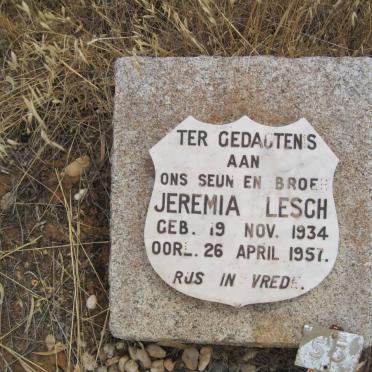 TER GEDAGTENIS
AAN
ONS SEUN EN BROER
JEREMIA LESCH
GEB. 19 NOV. 1934
OORL. 26 APRIL 1957.
RUS IN VREDE.